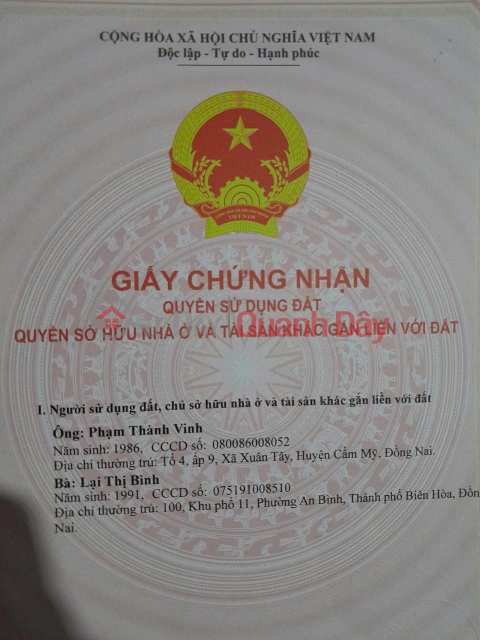 CỘNG HÒA XÃ HỘI CHỦ NGHĨA VIỆT NAM
Độc lập - Tự do - Hạnh phúc
VIỆT NAM
GIẤY CHỨNG NHẬN
QUYỀN SỬ DỤNG ĐẤT
QUYỀN SỞ HỮU NHÀ Ở VÀ TÀI SẢN KHÁC GẮN LIỀN VỚI ĐẤT
Quanh Đây
I. Người sử dụng đất, chủ sở hữu nhà ở và tài sản khác gắn liền với đất
Ông: Phạm Thành Vinh
Năm sinh: 1986, CCCD số: 080086008052
Địa chỉ thường trú: Tổ 4, ấp 9, Xã Xuân Tây, Huyện Cẩm Mỹ, Đồng Nai.
Bà: Lại Thị Bình
Năm sinh: 1991, CCCD số: 075191008510
Địa chỉ thường trú: 100, Khu phố 11, Phường An Bình, Thành phố Biên Hòa, Đồng
Nai.